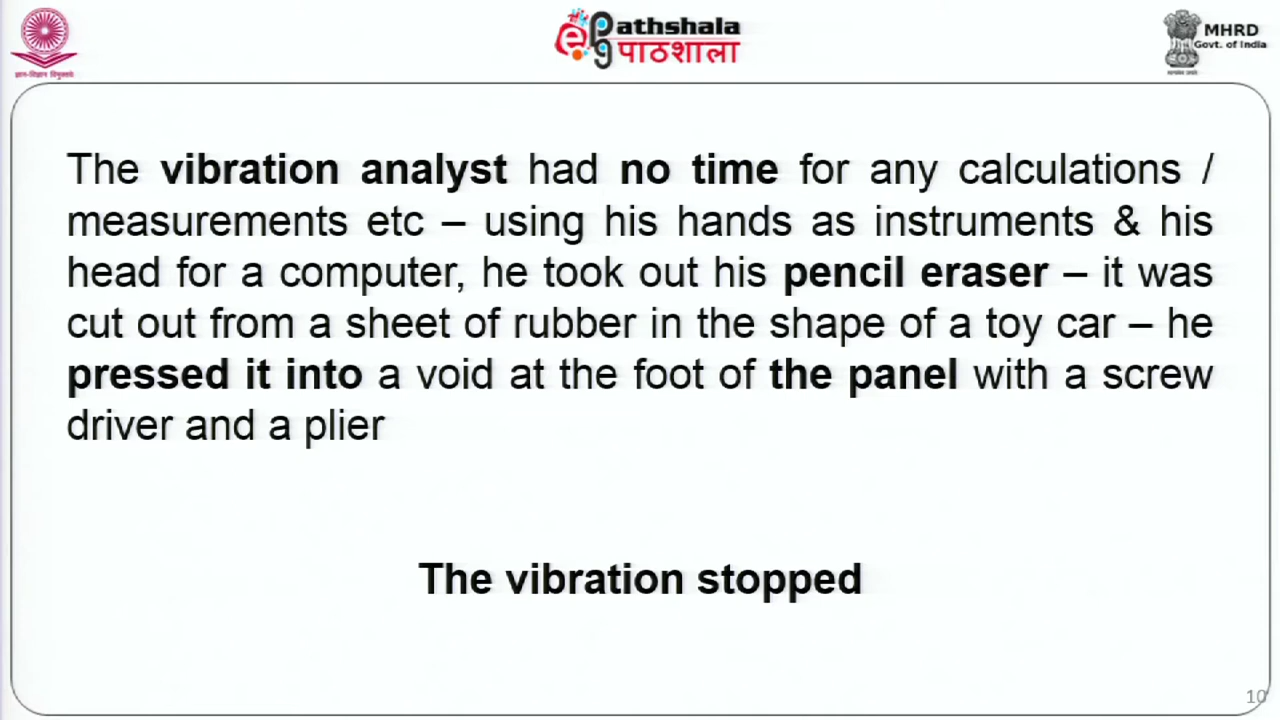 Pathshala
पाठशाला
MHRD
Govt. of India
The vibration analyst had no time for any calculations /
measurements etc – using his hands as instruments & his
head for a computer, he took out his pencil eraser – it was
cut out from a sheet of rubber in the shape of a toy car – he
pressed it into a void at the foot of the panel with a screw
driver and a plier
The vibration stopped
10